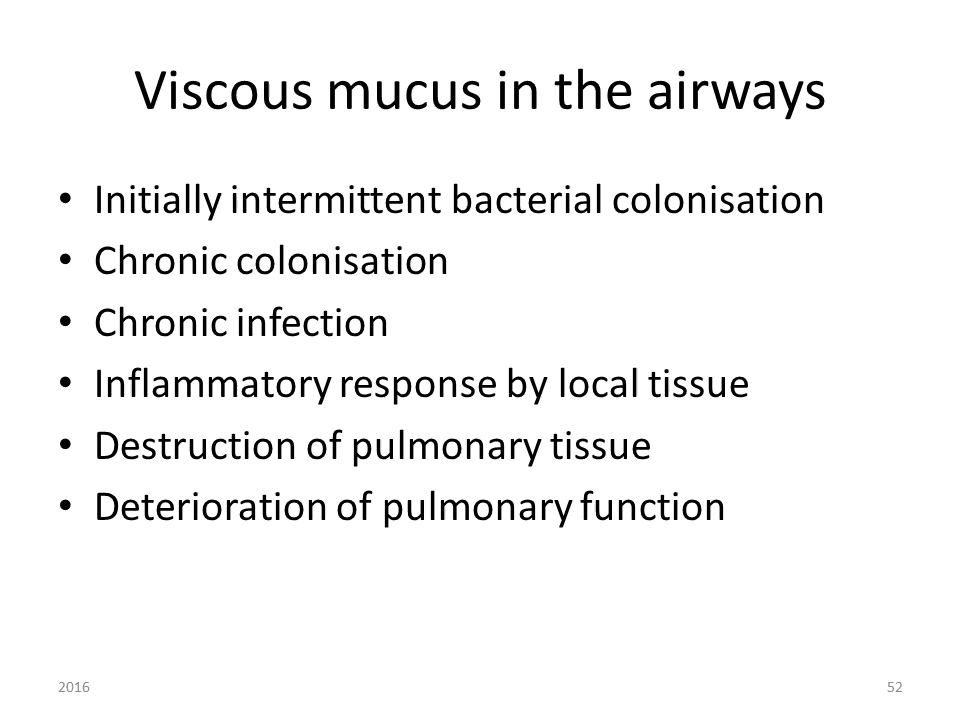 Viscous mucus in the airways
• Initially intermittent bacterial colonisation
• Chronic colonisation
• Chronic infection
• Inflammatory response by local tissue
• Destruction of pulmonary tissue
• Deterioration of pulmonary function
2016
52